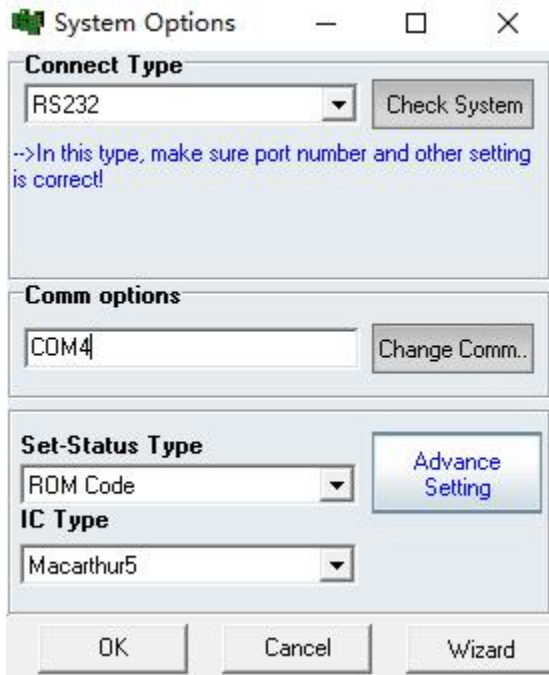 System Options
Connect Type
RS232
Check System
-->In this type, make sure port number and other setting
is correct!
Comm options
COM4
Change Comm..
Set-Status Type
ROM Code
Advance
Setting
IC Type
Macarthur5
OK
Cancel
Wizard